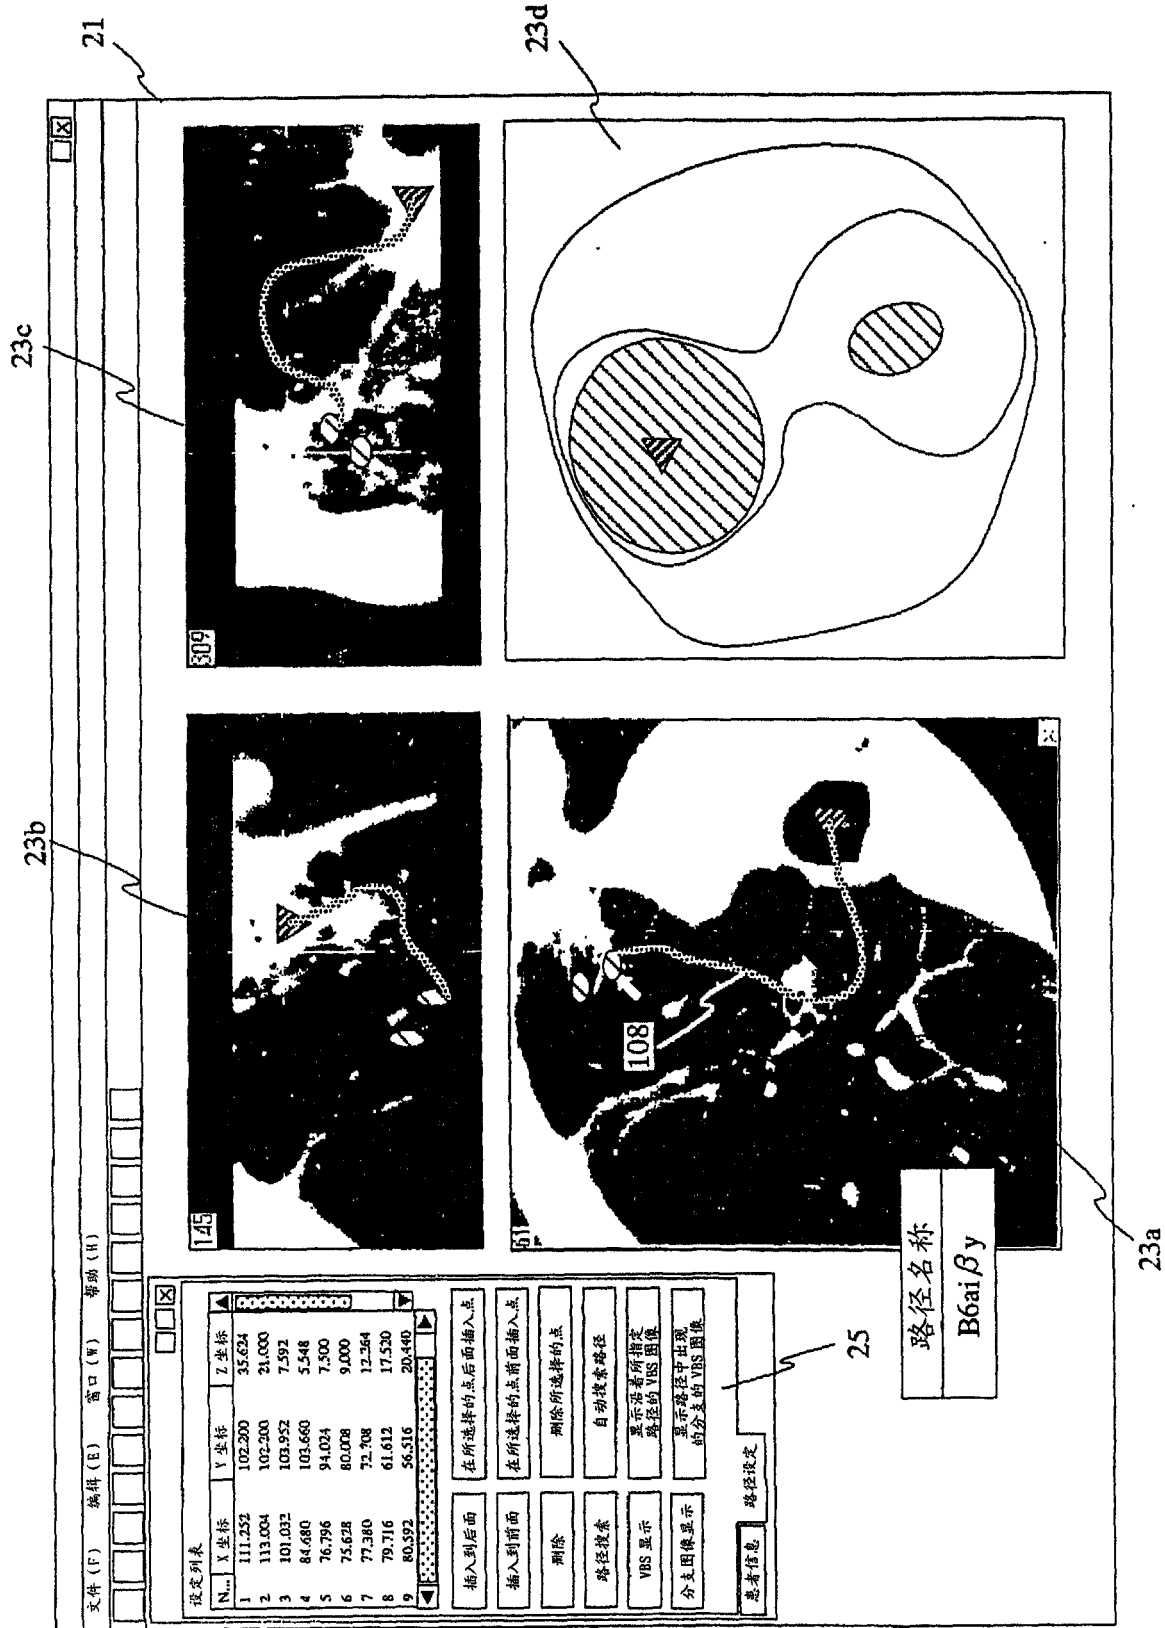 21
23c
23b
23d
文件 (F) 编辑 (E) 窗口 (W) 帮助 (H)
设定列表
N... X 坐标 Y 坐标 Z 坐标
1 111.252 102.200 35.624
2 113.004 102.200 21.000
3 101.032 103.952 7.592
4 84.680 103.660 5.548
5 76.796 94.024 7.500
6 75.628 80.008 9.000
7 77.380 72.708 12.264
8 79.716 61.612 17.520
9 80.592 56.516 20.440
插入到后面 在所选择的点后面插入点
插入到前面 在所选择的点前面插入点
删除 删除所选择的点
路径搜索 自动搜索路径
VBS 显示 显示沿着所指定
路径的 VBS 图像
分支图像显示 显示路径中出现
的分支的 VBS 图像
患者信息 路径设定
25
145
309
61
108
路径名称
B6aiβy
23a